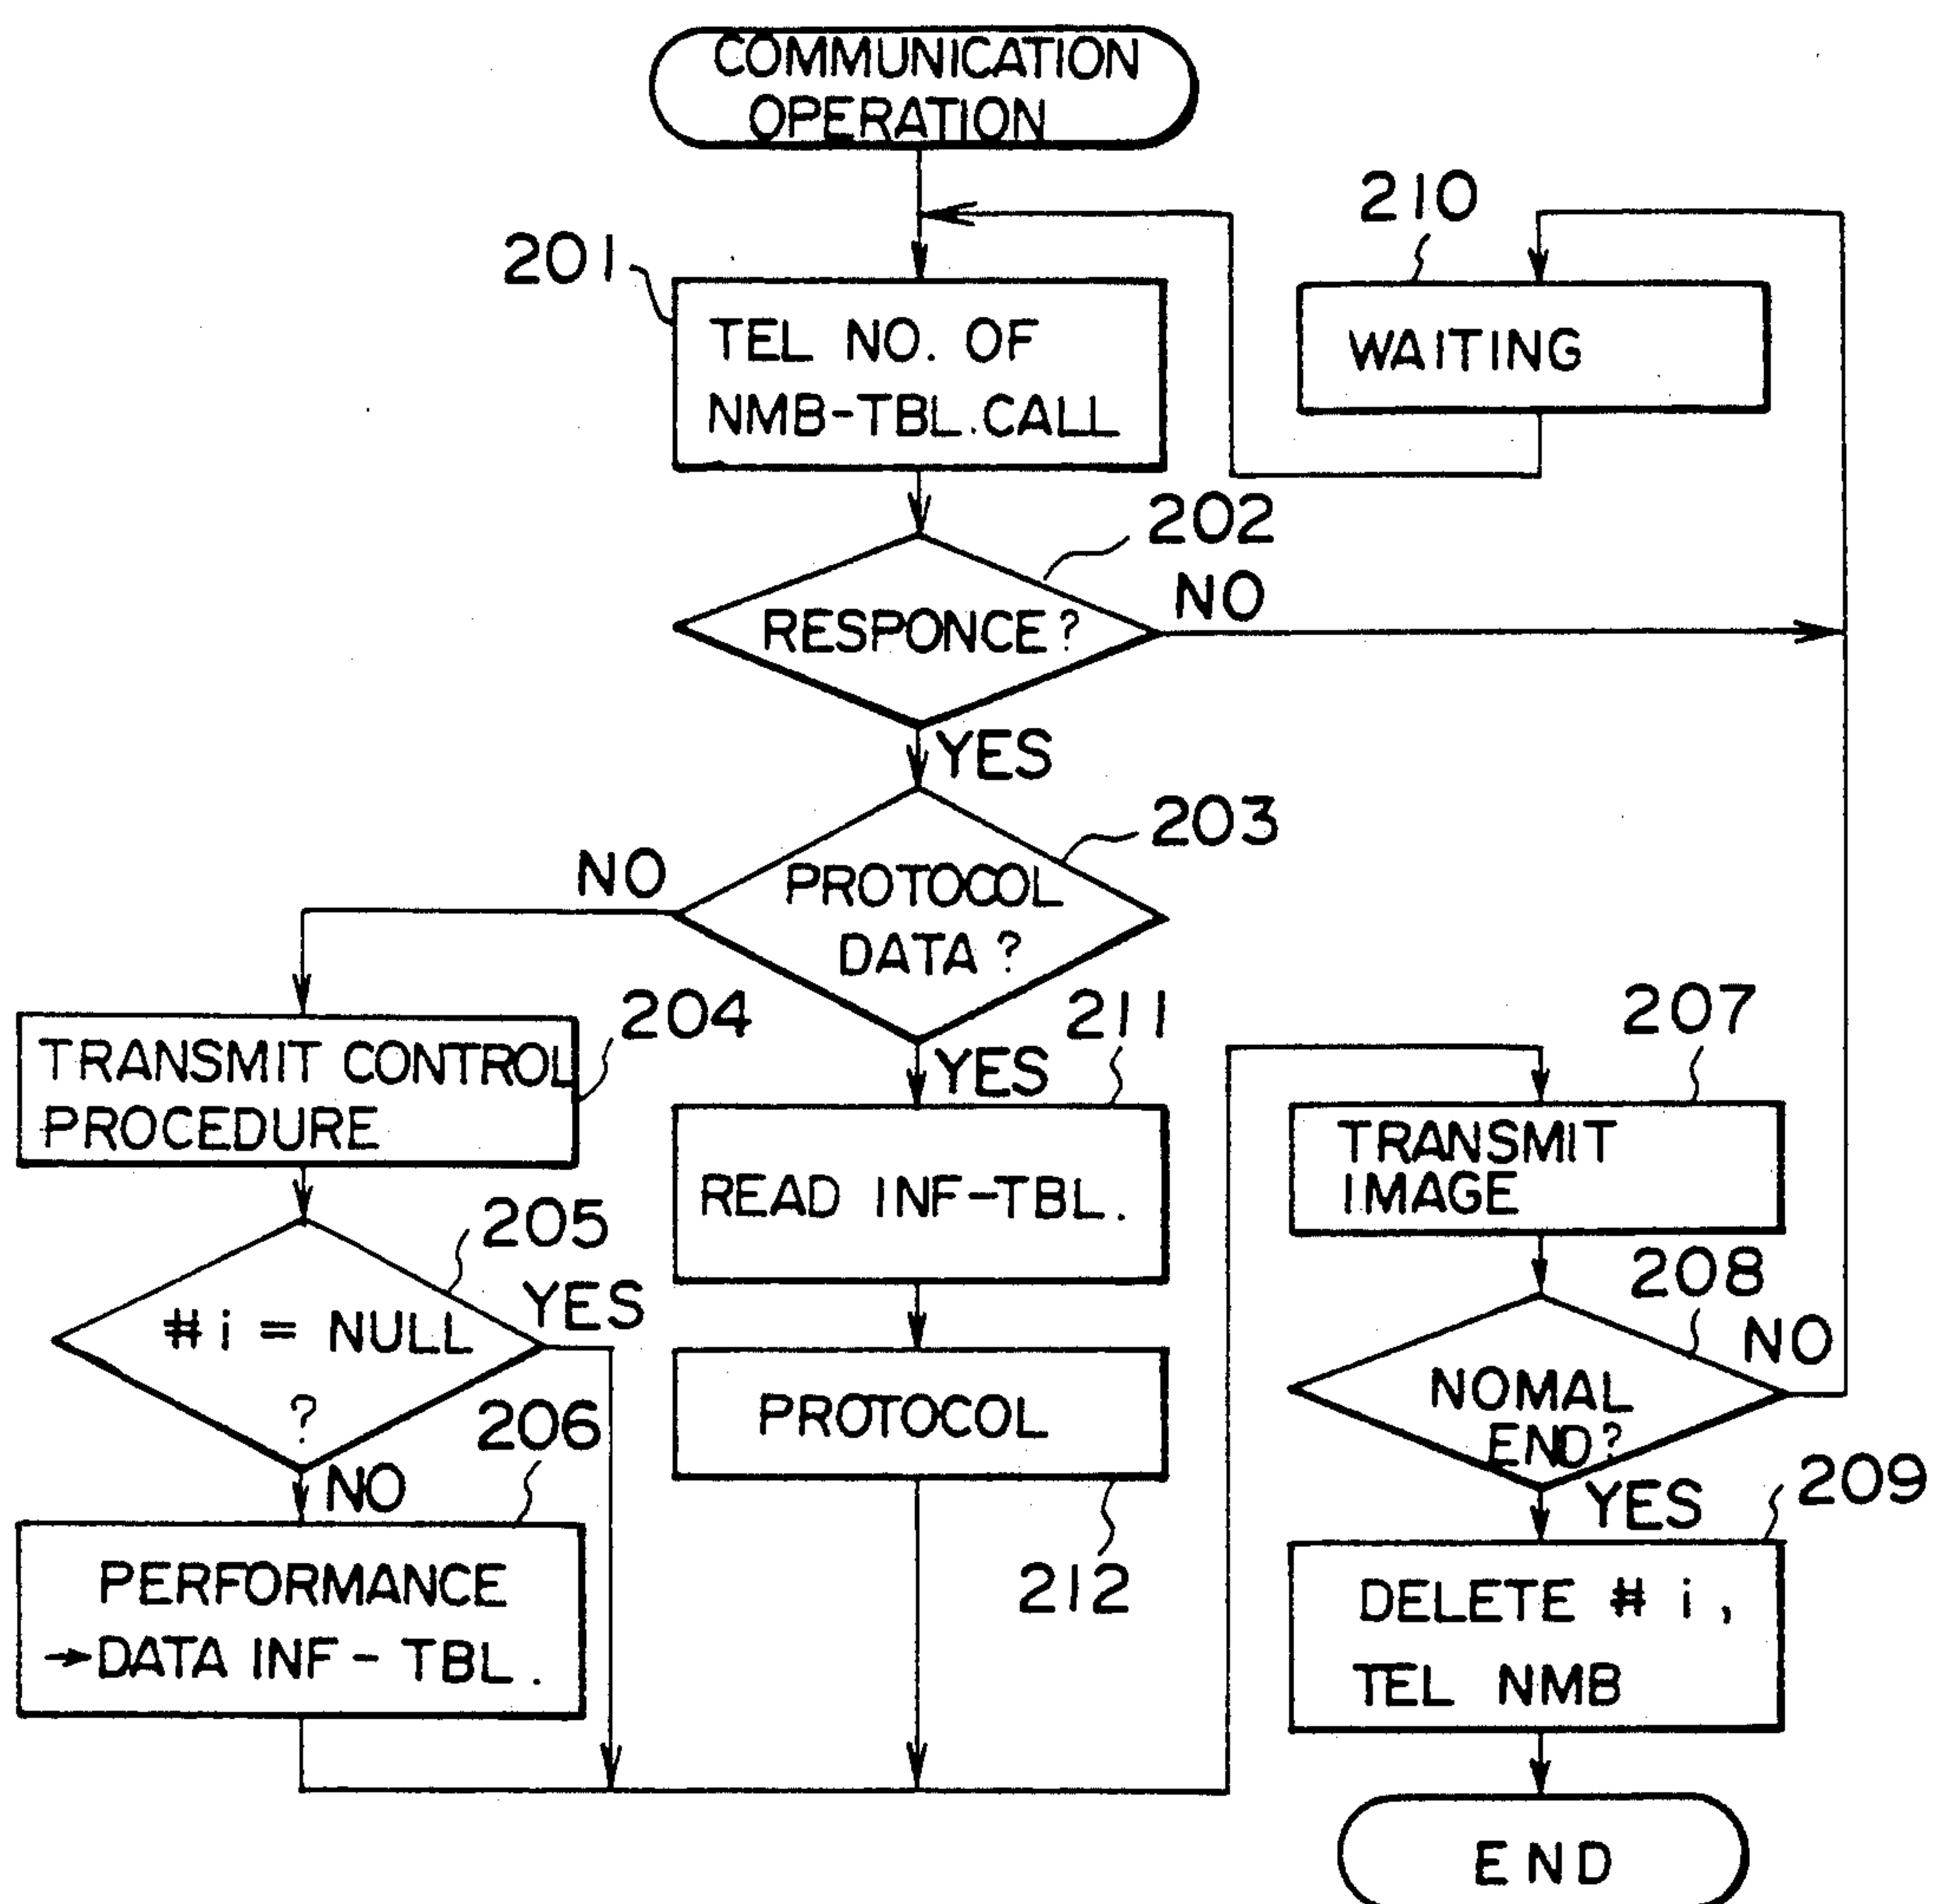 COMMUNICATION
OPERATION
210
201
TEL NO. OF
NMB-TBL. CALL
WAITING
202
RESPONCE ?
NO
YES
203
NO
PROTOCOL
DATA ?
204
TRANSMIT CONTROL
PROCEDURE
YES
211
READ INF-TBL.
207
TRANSMIT
IMAGE
205
# i = NULL
?
YES
208
NOMAL
END?
NO
PROTOCOL
212
206
NO
PERFORMANCE
→DATA INF-TBL.
YES
209
DELETE # i,
TEL NMB
END